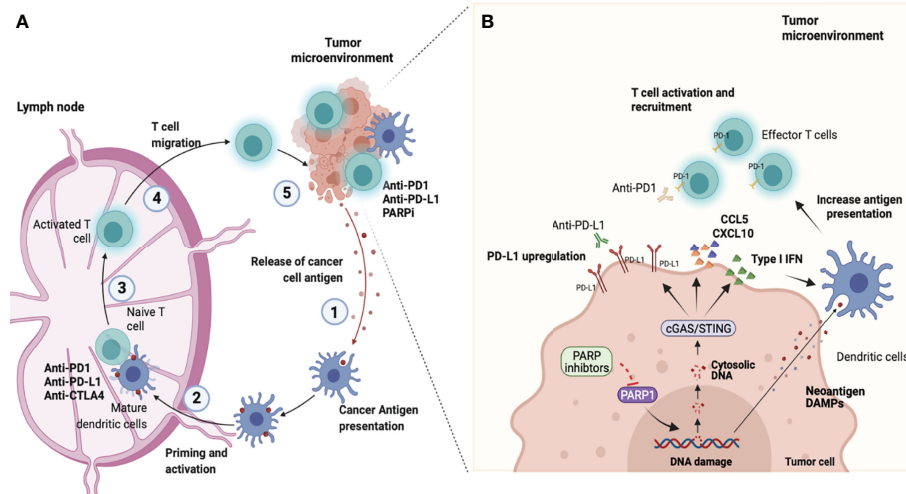 A
Tumor
microenvironment
Lymph node
T cell
migration
4
5
Anti-PD1
Anti-PD-L1
PARPi
Activated T
cell
Release of cancer
cell antigen
3
1
Naive T
cell
Anti-PD1
Anti-PD-L1
Anti-CTLA4
Mature
dendritic cells
2
Cancer Antigen
presentation
Priming and
activation
B
Tumor
microenvironment
T cell activation and
recruitment
PD-1
Effector T cells
PD-1
PD-1
Anti-PD1
Increase antigen
presentation
Anti-PD-L1
CCL5
CXCL10
PD-L1 upregulation
PD-L1
PD-L1
PD-L1
Type I IFN
cGAS/STING
Dendritic cells
PARP
inhibtors
Cytosolic
DNA
PARP1
Neoantigen
DAMPs
DNA damage
Tumor cell